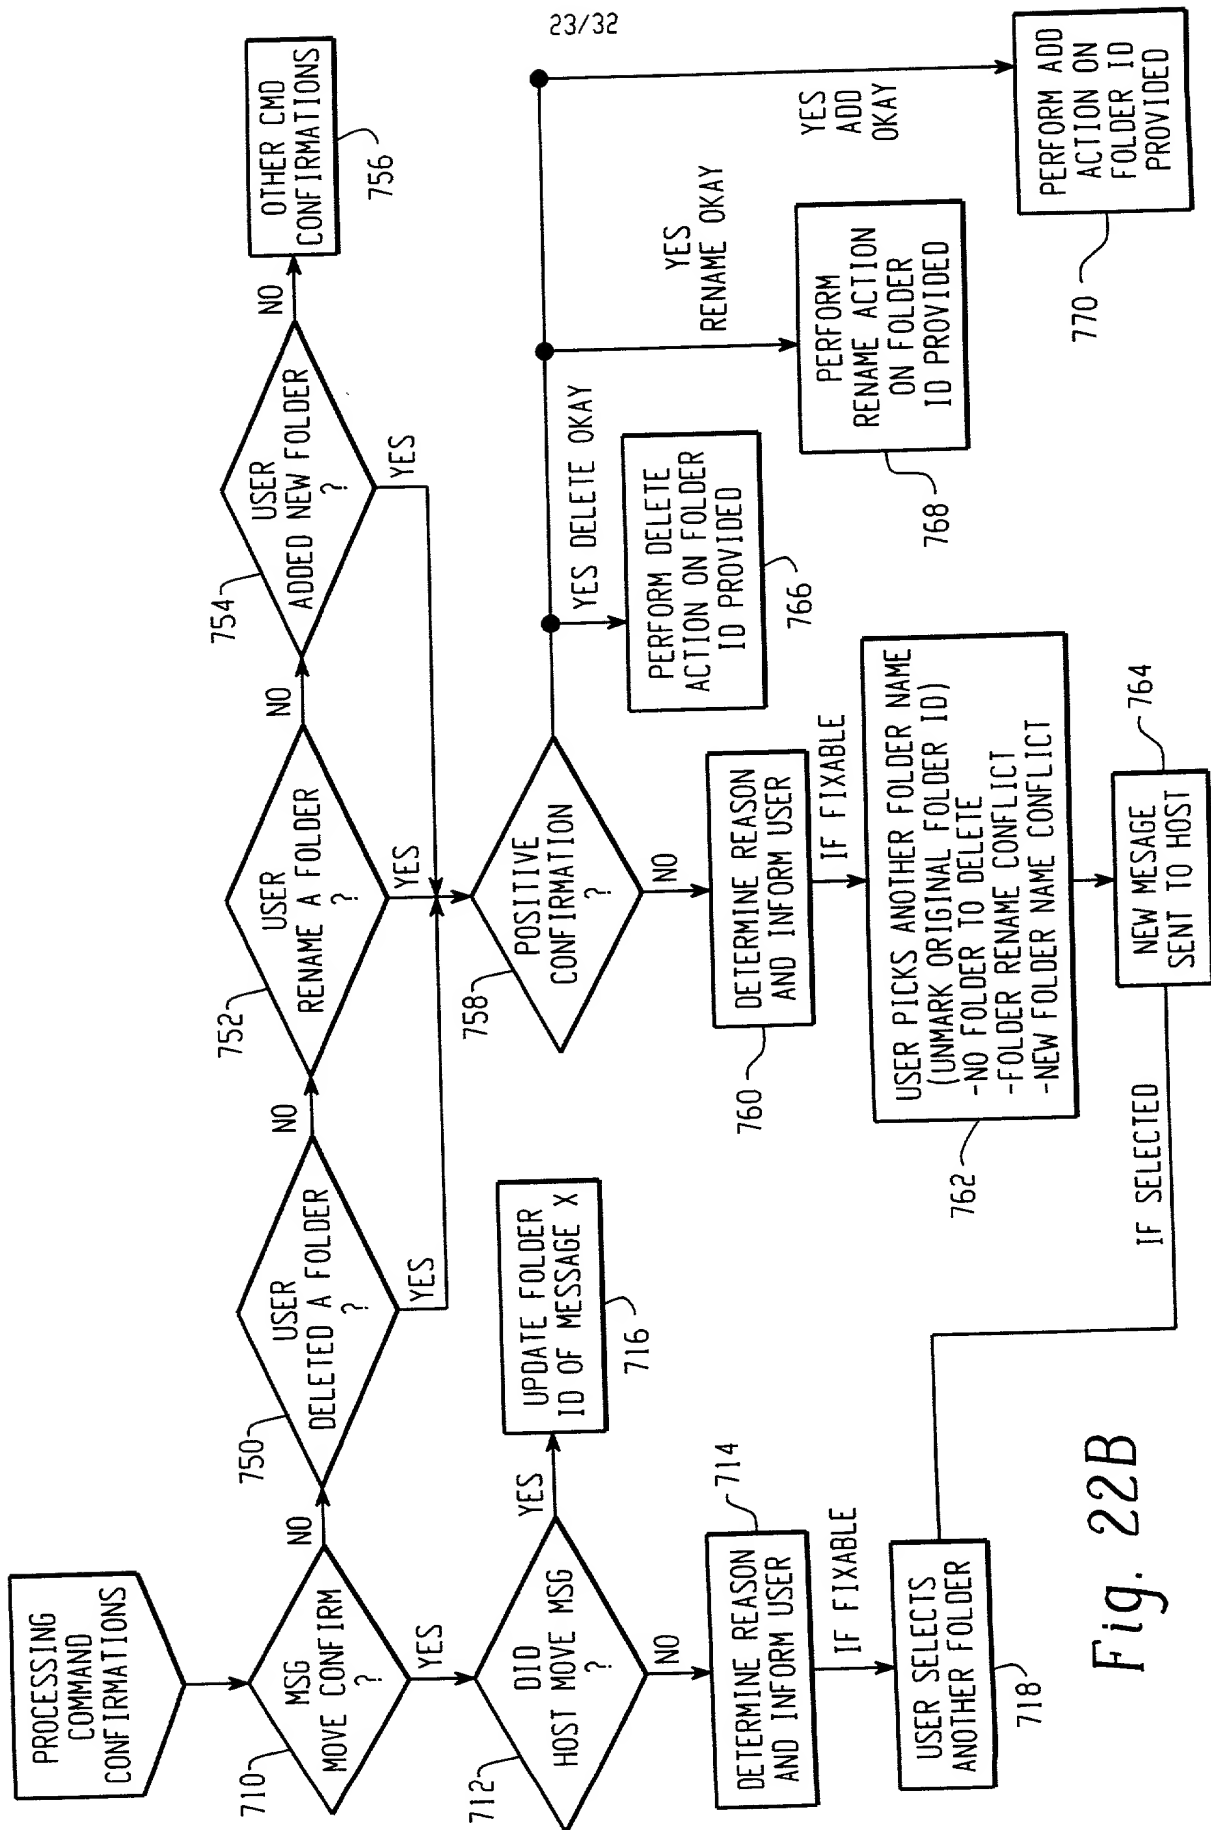 23/32
PROCESSING
COMMAND
CONFIRMATIONS
710
MSG
MOVE CONFIRM
?
NO
YES
750
USER
DELETED A FOLDER
?
NO
YES
752
USER
RENAME A FOLDER
?
NO
YES
754
USER
ADDED NEW FOLDER
?
NO
YES
OTHER CMD
CONFIRMATIONS
756
712
DID
HOST MOVE MSG
?
YES
NO
UPDATE FOLDER
ID OF MESSAGE X
716
758
POSITIVE
CONFIRMATION
?
NO
YES DELETE OKAY
YES
RENAME OKAY
YES
ADD
OKAY
714
DETERMINE REASON
AND INFORM USER
IF FIXABLE
760
DETERMINE REASON
AND INFORM USER
IF FIXABLE
PERFORM DELETE
ACTION ON FOLDER
ID PROVIDED
766
PERFORM
RENAME ACTION
ON FOLDER
ID PROVIDED
768
PERFORM ADD
ACTION ON
FOLDER ID
PROVIDED
770
USER SELECTS
ANOTHER FOLDER
718
762
USER PICKS ANOTHER FOLDER NAME
(UNMARK ORIGINAL FOLDER ID)
-NO FOLDER TO DELETE
-FOLDER RENAME CONFLICT
-NEW FOLDER NAME CONFLICT
IF SELECTED
764
NEW MESSAGE
SENT TO HOST
Fig. 22B